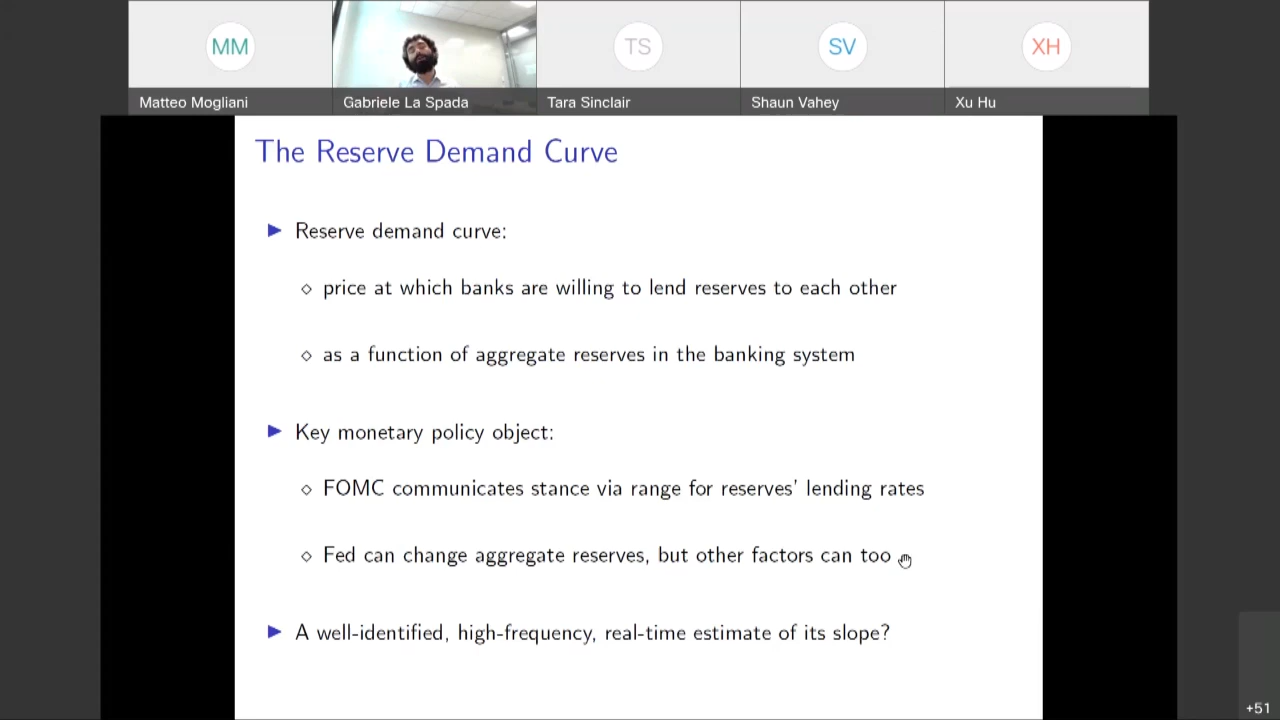 MM
TS
SV
XH
Matteo Mogliani
Gabriele La Spada
Tara Sinclair
Shaun Vahey
Xu Hu
The Reserve Demand Curve
▶ Reserve demand curve:
◇ price at which banks are willing to lend reserves to each other
◇ as a function of aggregate reserves in the banking system
▶ Key monetary policy object:
◇ FOMC communicates stance via range for reserves' lending rates
◇ Fed can change aggregate reserves, but other factors can too
▶ A well-identified, high-frequency, real-time estimate of its slope?
+51